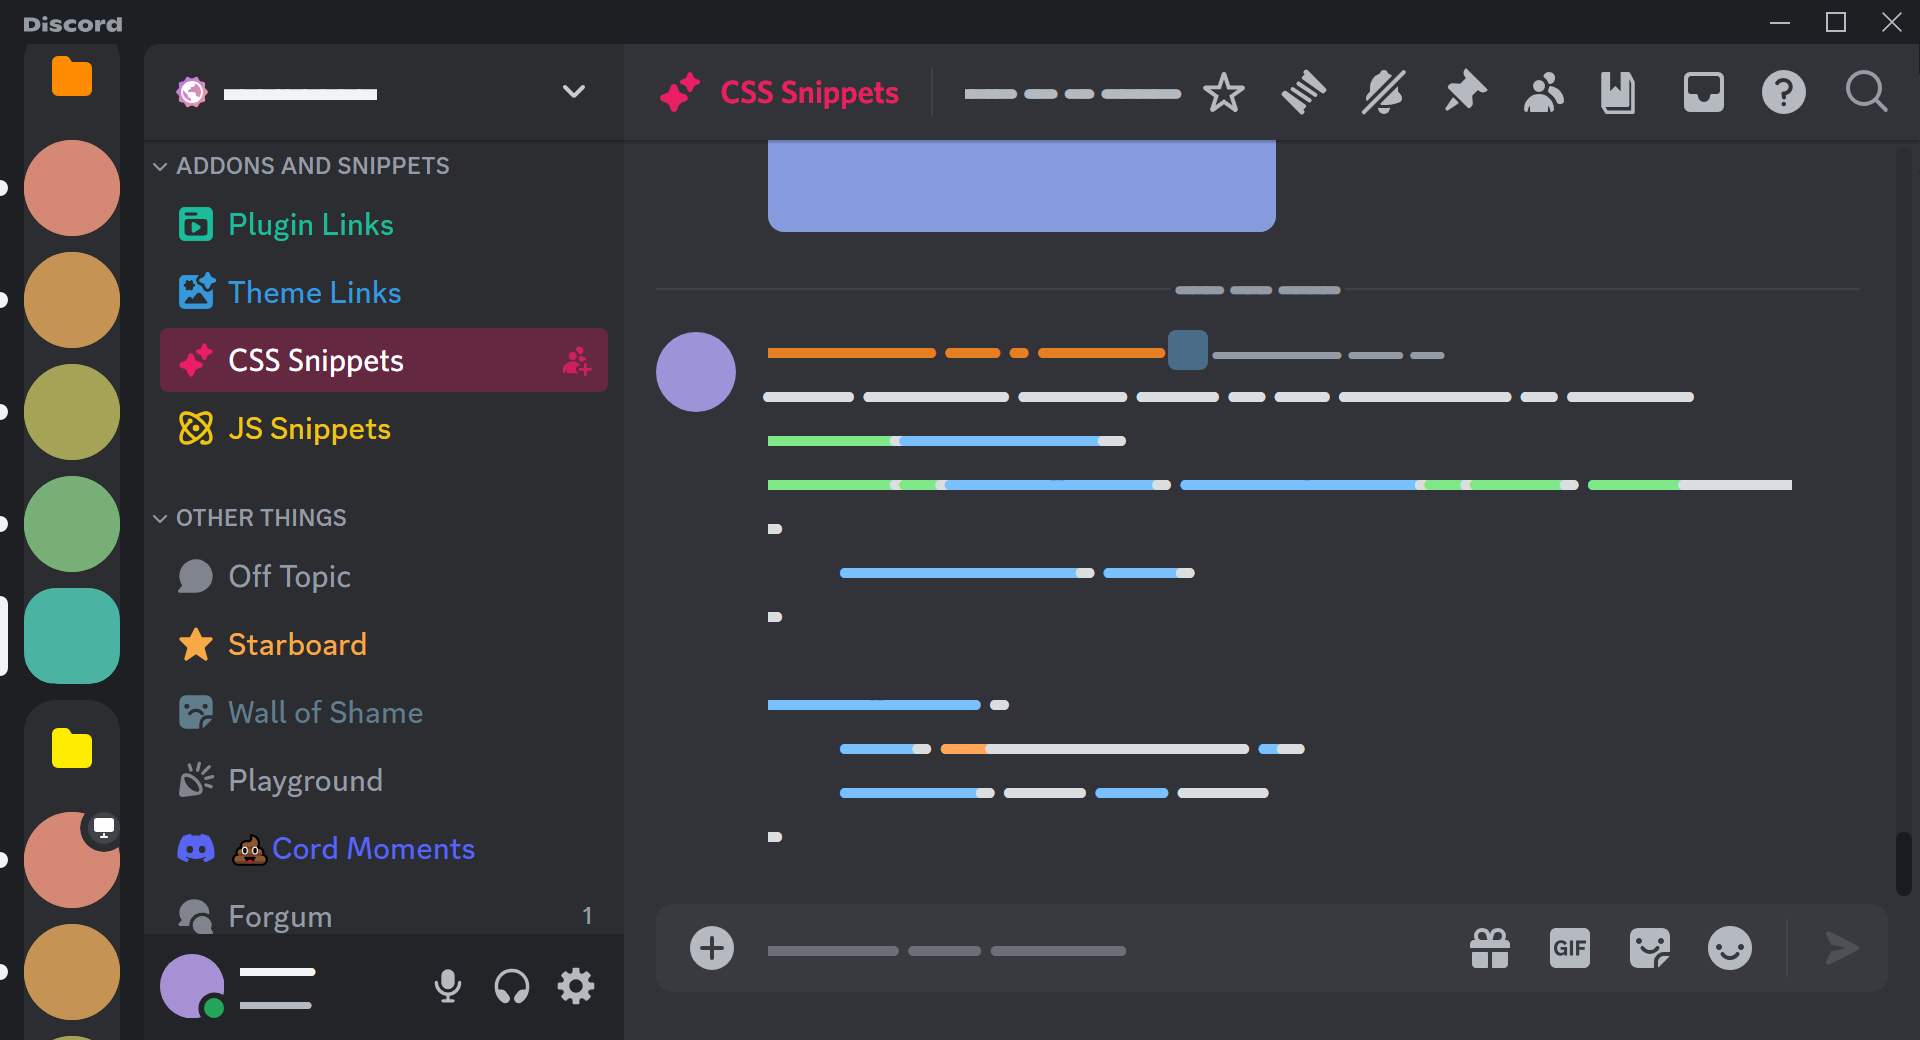 Discord
CSS Snippets
ADDONS AND SNIPPETS
Plugin Links
Theme Links
CSS Snippets
JS Snippets
OTHER THINGS
Off Topic
Starboard
Wall of Shame
Playground
💩Cord Moments
Forgum 1
GIF